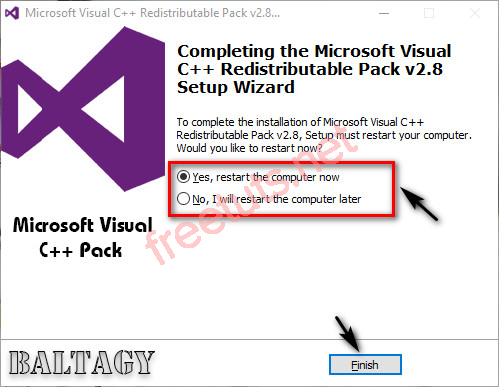 Microsoft Visual C++ Redistributable Pack v2.8...
Completing the Microsoft Visual
C++ Redistributable Pack v2.8
Setup Wizard
To complete the installation of Microsoft Visual C++
Redistributable Pack v2.8, Setup must restart your computer.
Would you like to restart now?
Yes, restart the computer now
No, I will restart the computer later
freetuts.net
Microsoft Visual
C++ Pack
BALTAGY
Finish